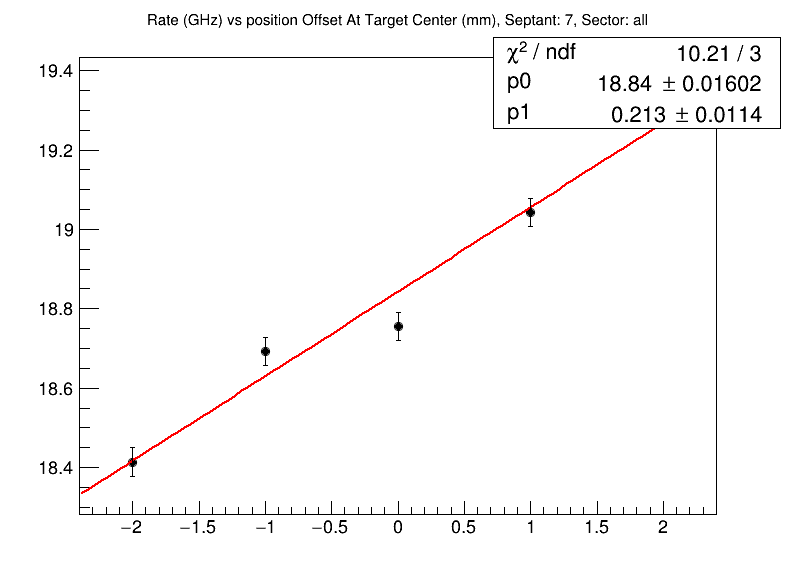 Rate (GHz) vs position Offset At Target Center (mm), Septant: 7, Sector: all
χ² / ndf 10.21 / 3
p0 18.84 ± 0.01602
p1 0.213 ± 0.0114
19.4
19.2
19
18.8
18.6
18.4
−2 −1.5 −1 −0.5 0 0.5 1 1.5 2